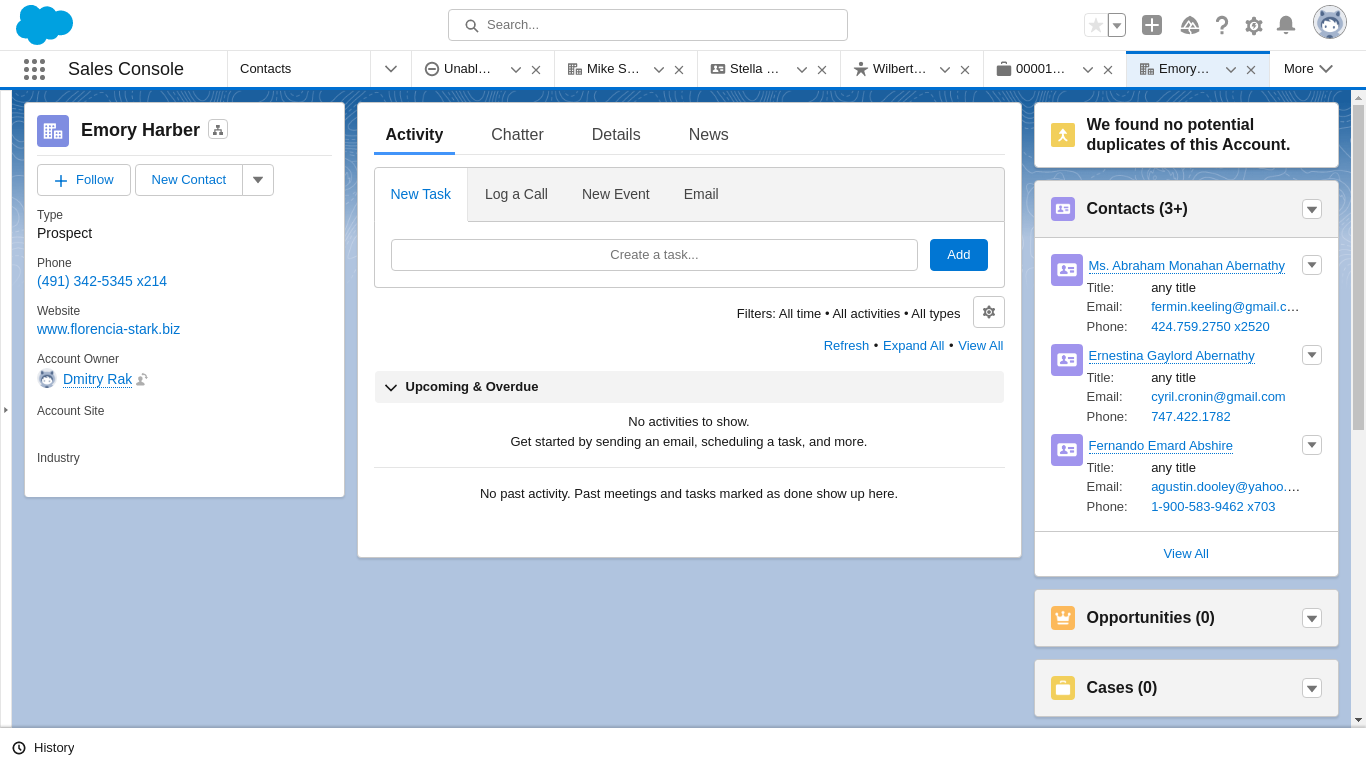 Search...
Sales Console
Contacts
Unabl…
Mike S…
Stella …
Wilbert…
00001…
Emory…
More
Emory Harber
Follow
New Contact
Type
Prospect
Phone
(491) 342-5345 x214
Website
www.florencia-stark.biz
Account Owner
Dmitry Rak
Account Site
Industry
Activity
Chatter
Details
News
New Task
Log a Call
New Event
Email
Create a task...
Add
Filters: All time • All activities • All types
Refresh • Expand All • View All
Upcoming & Overdue
No activities to show.
Get started by sending an email, scheduling a task, and more.
No past activity. Past meetings and tasks marked as done show up here.
We found no potential
duplicates of this Account.
Contacts (3+)
Ms. Abraham Monahan Abernathy
Title: any title
Email: fermin.keeling@gmail.c…
Phone: 424.759.2750 x2520
Ernestina Gaylord Abernathy
Title: any title
Email: cyril.cronin@gmail.com
Phone: 747.422.1782
Fernando Emard Abshire
Title: any title
Email: agustin.dooley@yahoo.…
Phone: 1-900-583-9462 x703
View All
Opportunities (0)
Cases (0)
History